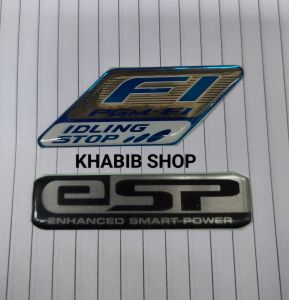 FI
PGM-FI
IDLING
STOP
KHABIB SHOP
esp
ENHANCED SMART POWER